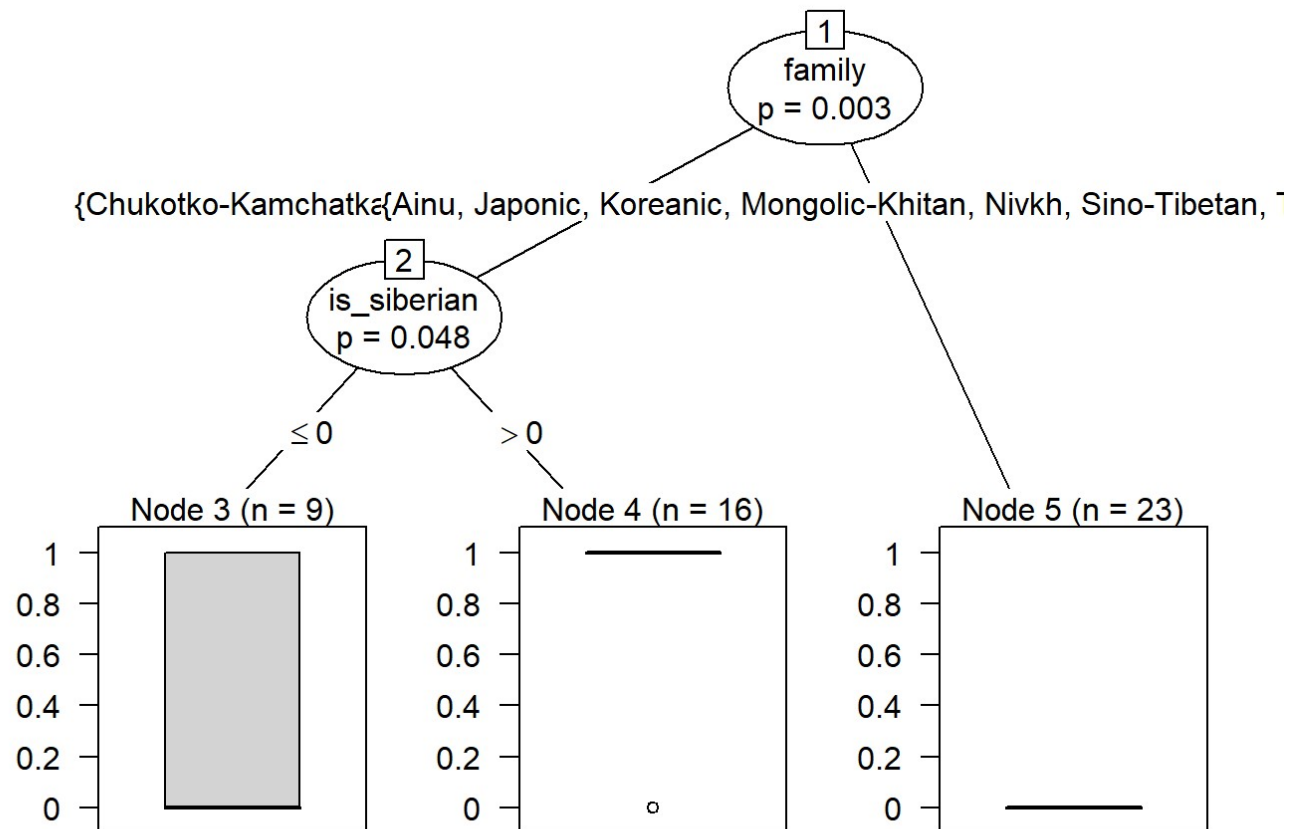 1
family
p = 0.003
{Chukotko-Kamchatka
{Ainu, Japonic, Koreanic, Mongolic-Khitan, Nivkh, Sino-Tibetan,
2
is_siberian
p = 0.048
≤ 0
> 0
Node 3 (n = 9)
1
0.8
0.6
0.4
0.2
0
Node 4 (n = 16)
1
0.8
0.6
0.4
0.2
0
Node 5 (n = 23)
1
0.8
0.6
0.4
0.2
0